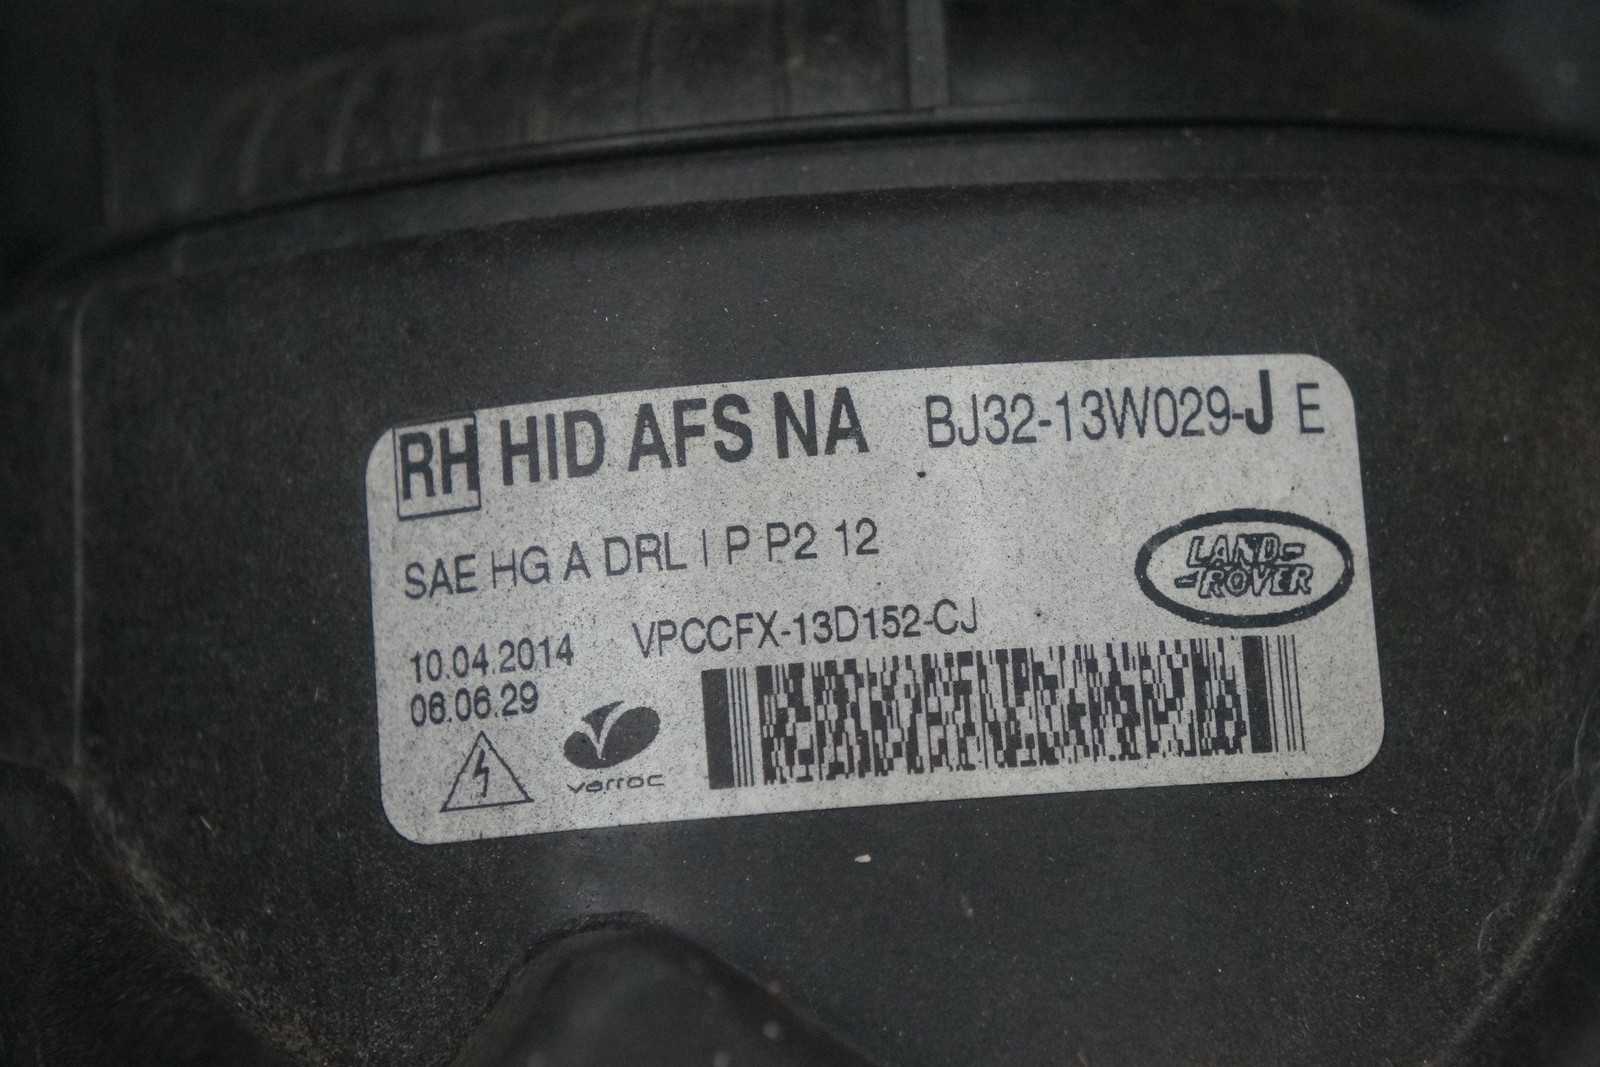 RH HID AFS NA BJ32-13W029-J E
SAE HG A DRL I P P2 12
LAND-
-ROVER
10.04.2014 VPCCFX-13D152-CJ
06.06.29
varroc